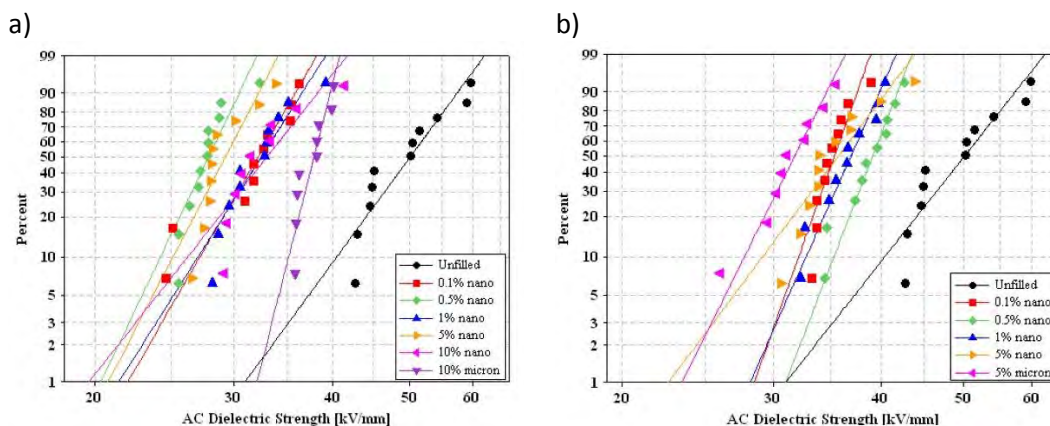 a)
99
90
80
70
60
50
40
30
20
10
5
3
2
1
Percent
20
30
40
50
60
AC Dielectric Strength [kV/mm]
Unfilled
0.1% nano
0.5% nano
1% nano
5% nano
10% nano
10% micron
b)
99
90
80
70
60
50
40
30
20
10
5
3
2
1
Percent
20
30
40
50
60
AC Dielectric Strength [kV/mm]
Unfilled
0.1% nano
0.5% nano
1% nano
5% nano
5% micron